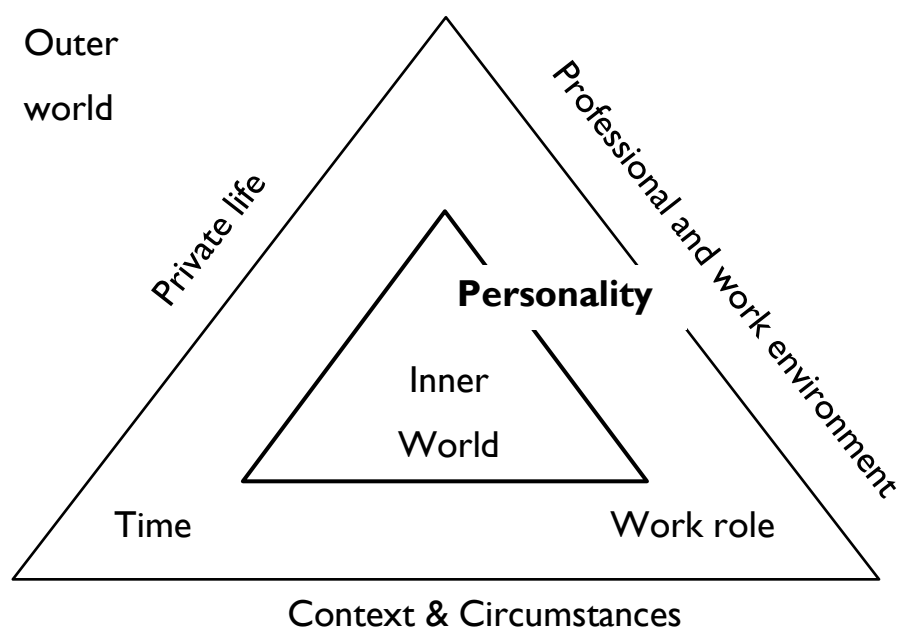 Outer
world
Private life
Professional and work environment
Personality
Inner
World
Time
Work role
Context & Circumstances